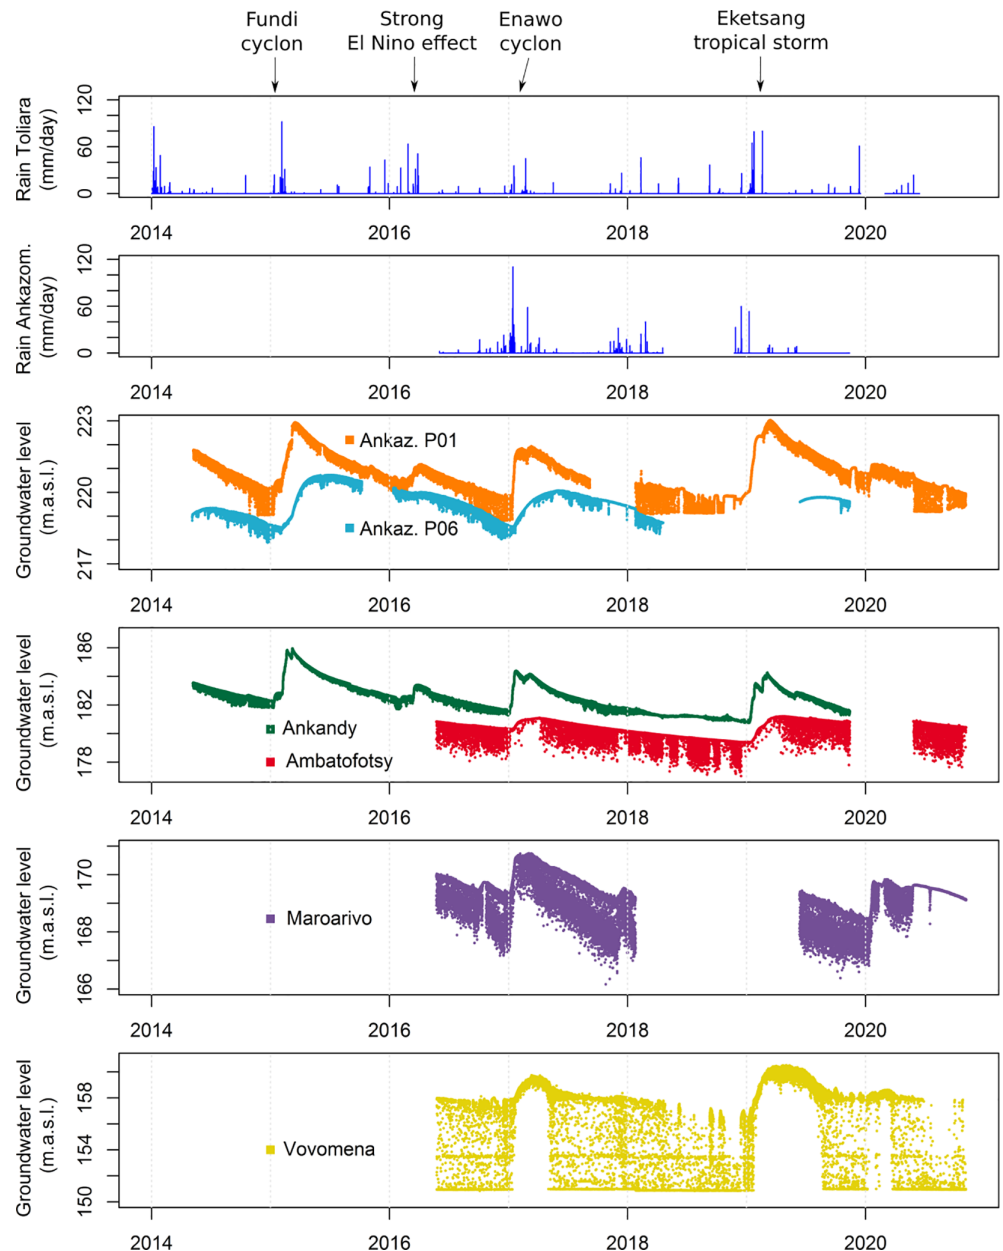 Fundi
cyclon
Strong
El Nino effect
Enawo
cyclon
Eketsang
tropical storm
Rain Toliara
(mm/day)
120
60
0
2014
2016
2018
2020
Rain Ankazom.
(mm/day)
120
60
0
2014
2016
2018
2020
Groundwater level
(m.a.s.l.)
223
220
217
Ankaz. P01
Ankaz. P06
2014
2016
2018
2020
Groundwater level
(m.a.s.l.)
186
182
178
Ankandy
Ambatofotsy
2014
2016
2018
2020
Groundwater level
(m.a.s.l.)
170
168
166
Maroarivo
2014
2016
2018
2020
Groundwater level
(m.a.s.l.)
158
154
150
Vovomena
2014
2016
2018
2020